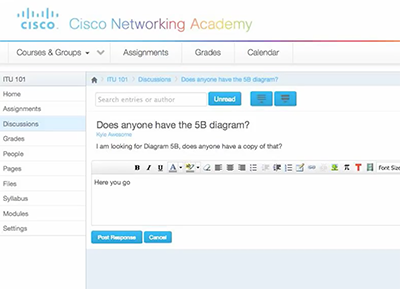 CISCO Cisco Networking Academy
Courses & Groups Assignments Grades Calendar
ITU 101
Home
Assignments
Discussions
Grades
People
Pages
Files
Syllabus
Modules
Settings
ITU 101 Discussions Does anyone have the 5B diagram?
Search entries or author Unread
Does anyone have the 5B diagram?
Kyle Awesome
I am looking for Diagram 5B, does anyone have a copy of that?
B I U A Font Size
Here you go
Post Response Cancel